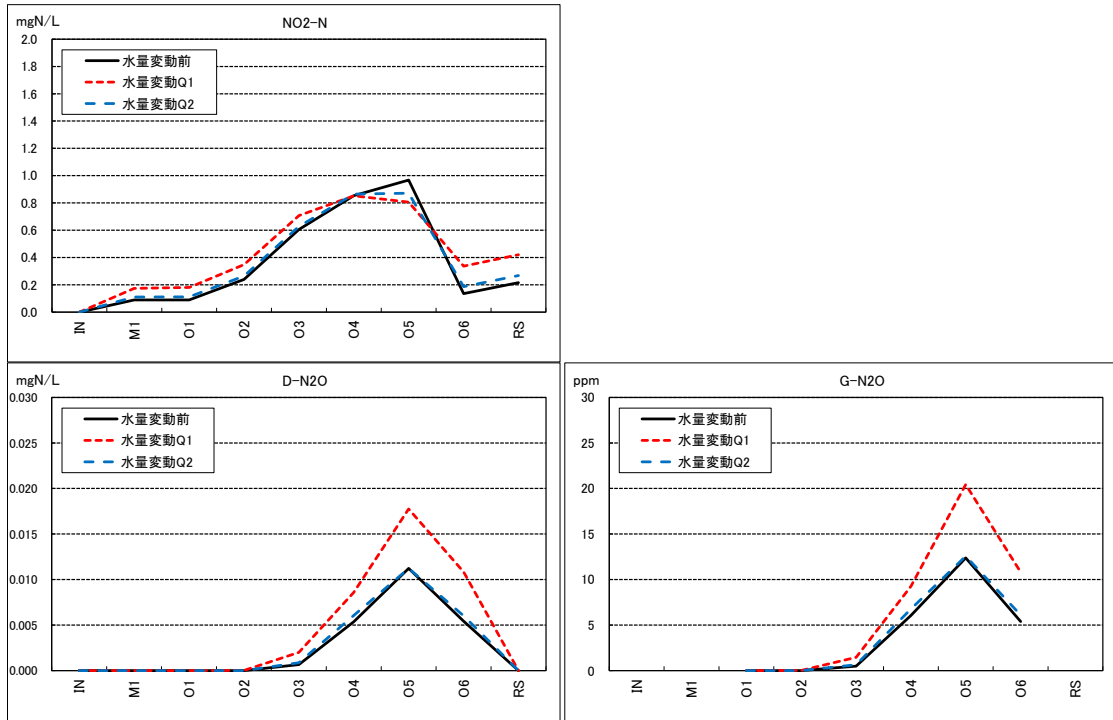 mgN/L
NO2-N
2.0
1.8
1.6
1.4
1.2
1.0
0.8
0.6
0.4
0.2
0.0
水量変動前
水量変動Q1
水量変動Q2
IN
M1
O1
O2
O3
O4
O5
O6
RS
mgN/L
D-N2O
0.030
0.025
0.020
0.015
0.010
0.005
0.000
水量変動前
水量変動Q1
水量変動Q2
IN
M1
O1
O2
O3
O4
O5
O6
RS
ppm
G-N2O
30
25
20
15
10
5
0
水量変動前
水量変動Q1
水量変動Q2
IN
M1
O1
O2
O3
O4
O5
O6
RS